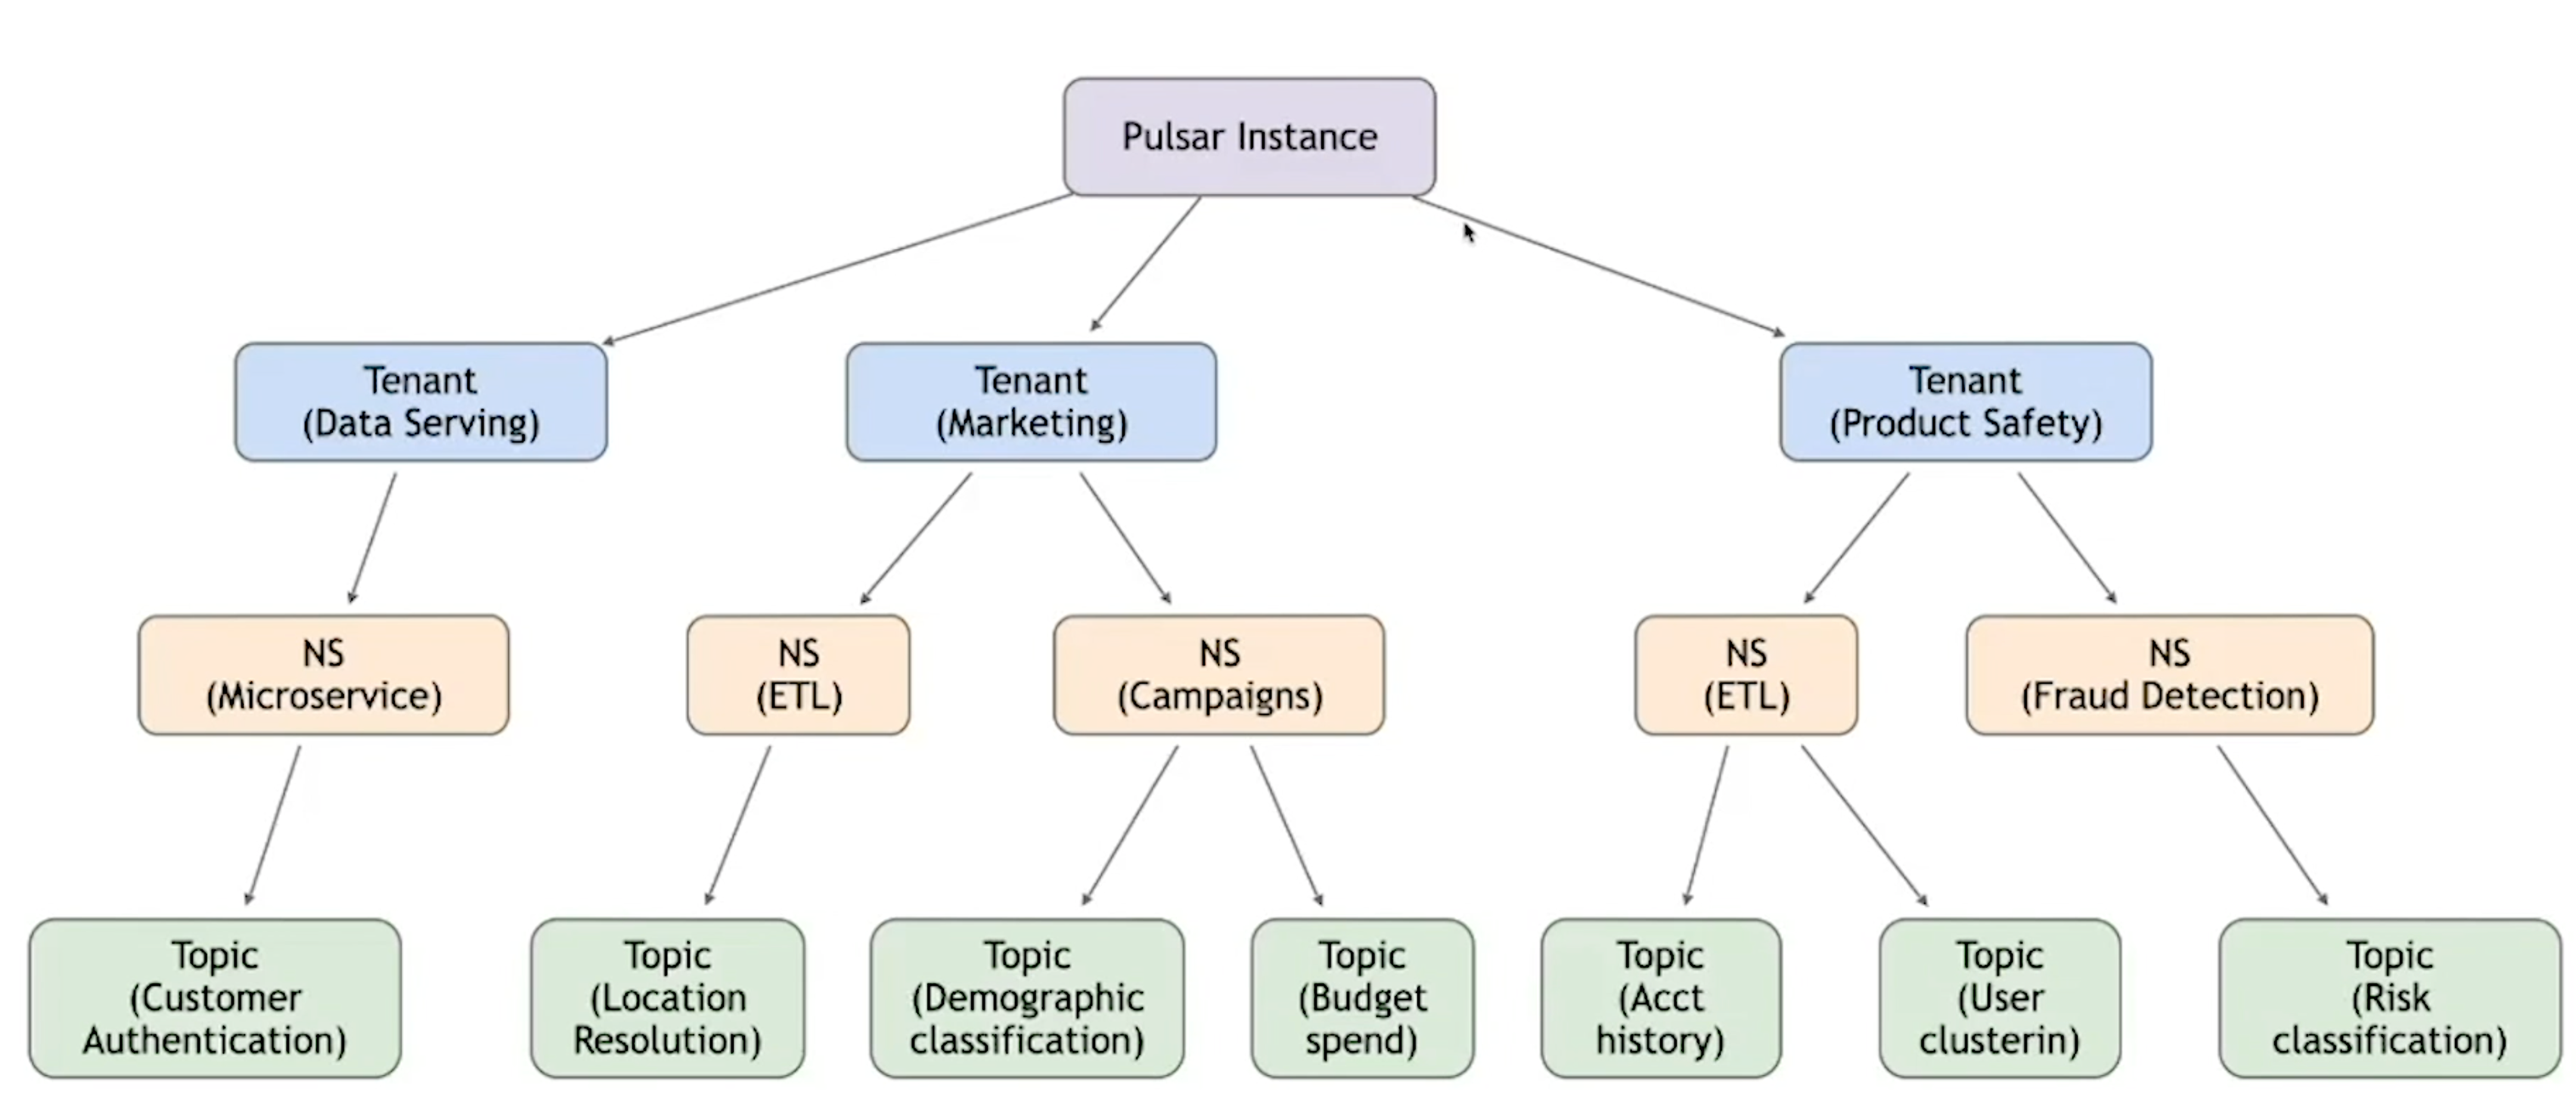 Pulsar Instance
Tenant
(Data Serving)
Tenant
(Marketing)
Tenant
(Product Safety)
NS
(Microservice)
NS
(ETL)
NS
(Campaigns)
NS
(ETL)
NS
(Fraud Detection)
Topic
(Customer
Authentication)
Topic
(Location
Resolution)
Topic
(Demographic
classification)
Topic
(Budget
spend)
Topic
(Acct
history)
Topic
(User
clusterin)
Topic
(Risk
classification)